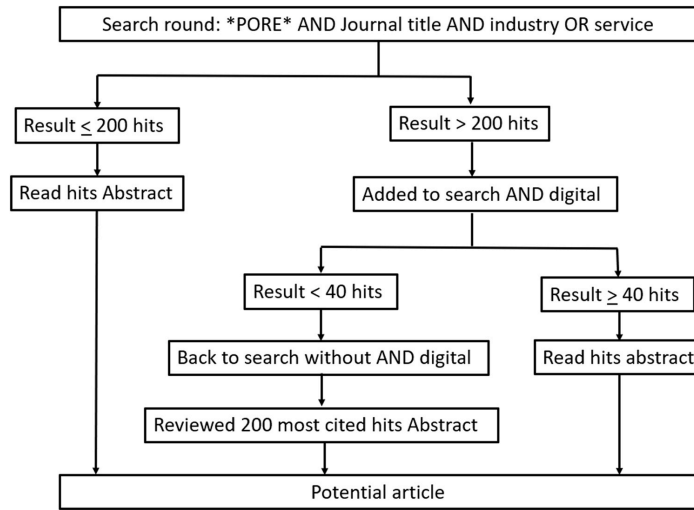 Search round: *PORE* AND Journal title AND industry OR service
Result ≤ 200 hits
Result > 200 hits
Read hits Abstract
Added to search AND digital
Result < 40 hits
Result ≥ 40 hits
Back to search without AND digital
Read hits abstract
Reviewed 200 most cited hits Abstract
Potential article